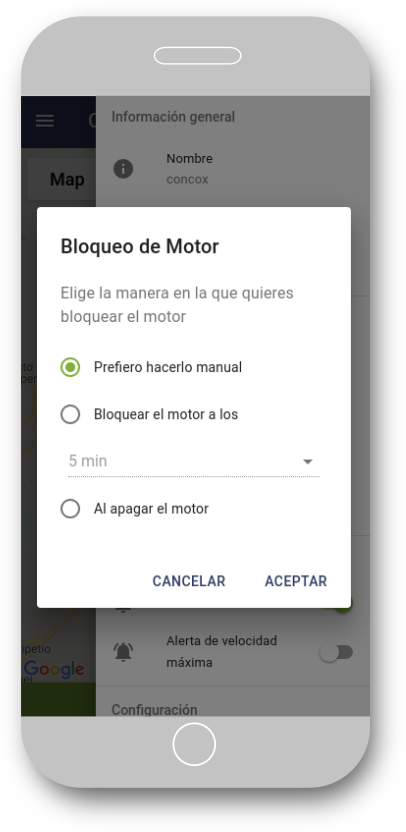 Información general
Nombre
concox
Map
Bloqueo de Motor
Elige la manera en la que quieres
bloquear el motor
Prefiero hacerlo manual
Bloquear el motor a los
5 min
Al apagar el motor
CANCELAR
ACEPTAR
Alerta de velocidad
máxima
Google
Configuración